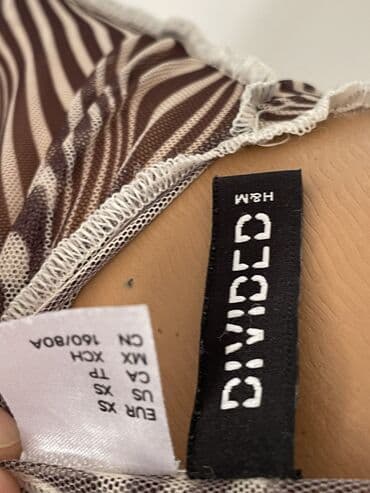 H&M
DIVIDED
EUR XS
US XS
CA TP
MX XCH
CN 160/80A